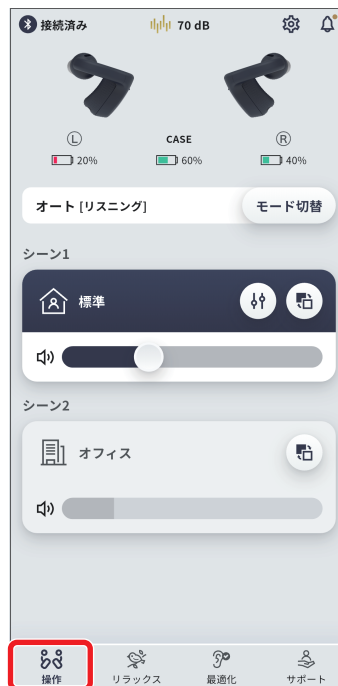 接続済み 70 dB
L CASE R
20% 60% 40%
オート [リスニング] モード切替
シーン1
標準
シーン2
オフィス
操作 リラックス 最適化 サポート